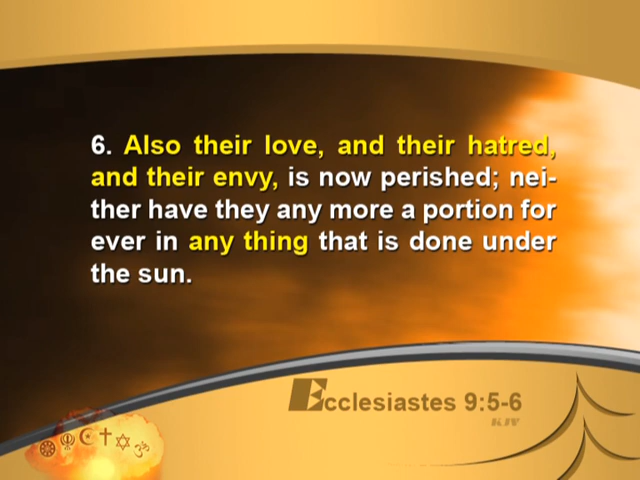 6. Also their love, and their hatred,
and their envy, is now perished; nei-
ther have they any more a portion for
ever in any thing that is done under
the sun.
Ecclesiastes 9:5-6
KJV